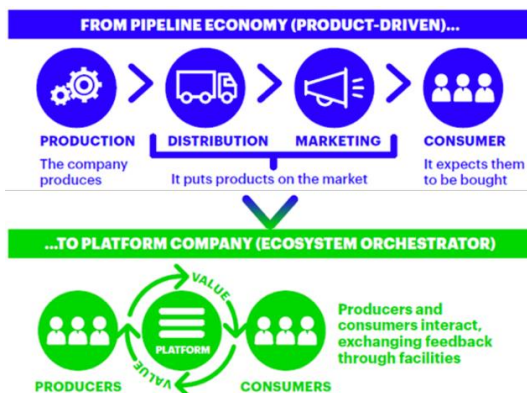 FROM PIPELINE ECONOMY (PRODUCT-DRIVEN)...
PRODUCTION
DISTRIBUTION
MARKETING
CONSUMER
The company
produces
It puts products on the market
It expects them
to be bought
...TO PLATFORM COMPANY (ECOSYSTEM ORCHESTRATOR)
VALUE
PLATFORM
VALUE
PRODUCERS
CONSUMERS
Producers and
consumers interact,
exchanging feedback
through facilities